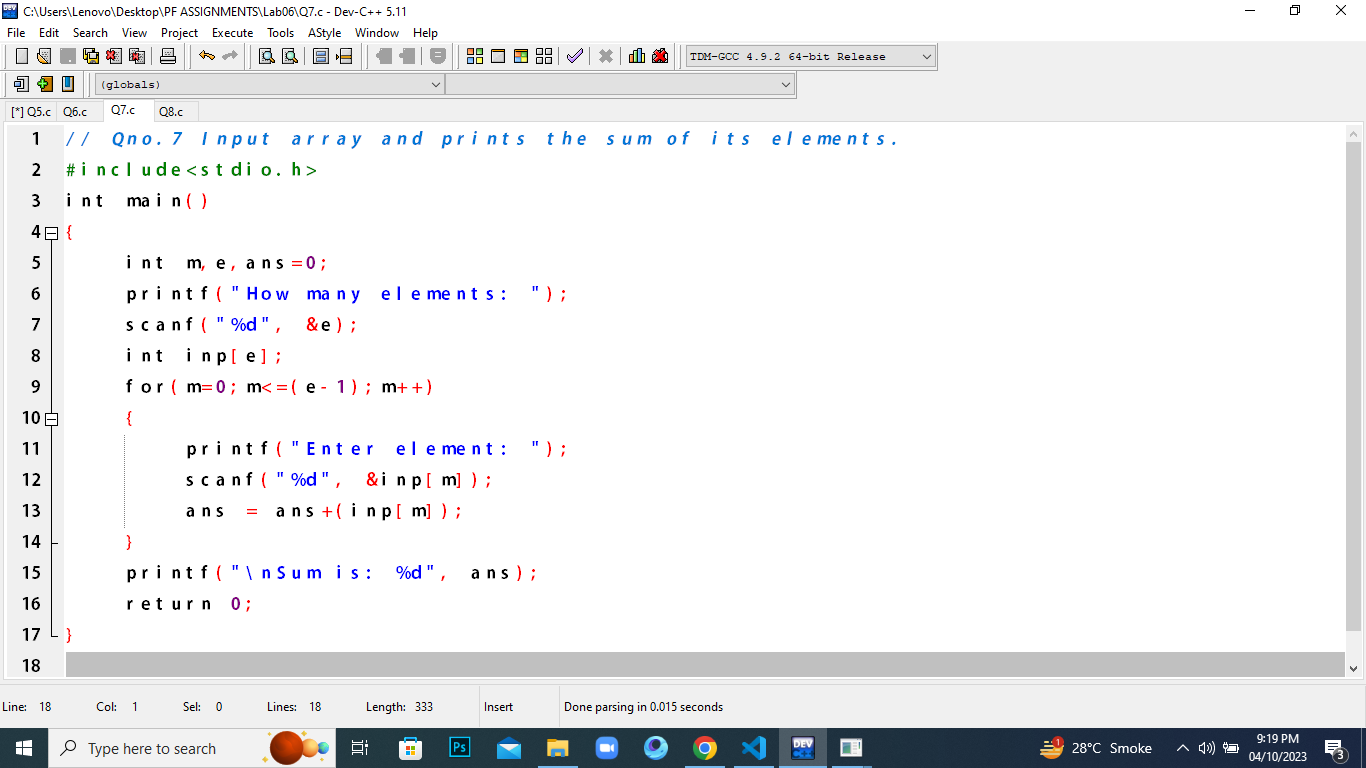 C:\Users\Lenovo\Desktop\PF ASSIGNMENTS\Lab06\Q7.c - Dev-C++ 5.11
File Edit Search View Project Execute Tools AStyle Window Help
TDM-GCC 4.9.2 64-bit Release
(globals)
[*] Q5.c Q6.c Q7.c Q8.c
1 // Qno.7 Input array and prints the sum of its elements.
2 #include<stdio.h>
3 int main()
4 {
5 int m,e,ans=0;
6 printf("How many elements: ");
7 scanf("%d", &e);
8 int inp[e];
9 for(m=0;m<=(e-1);m++)
10 {
11 printf("Enter element: ");
12 scanf("%d", &inp[m]);
13 ans = ans+(inp[m]);
14 }
15 printf("\nSum is: %d", ans);
16 return 0;
17 }
18
Line: 18 Col: 1 Sel: 0 Lines: 18 Length: 333 Insert Done parsing in 0.015 seconds
Type here to search Ps DEV 1 28°C Smoke 9:19 PM
04/10/2023 3